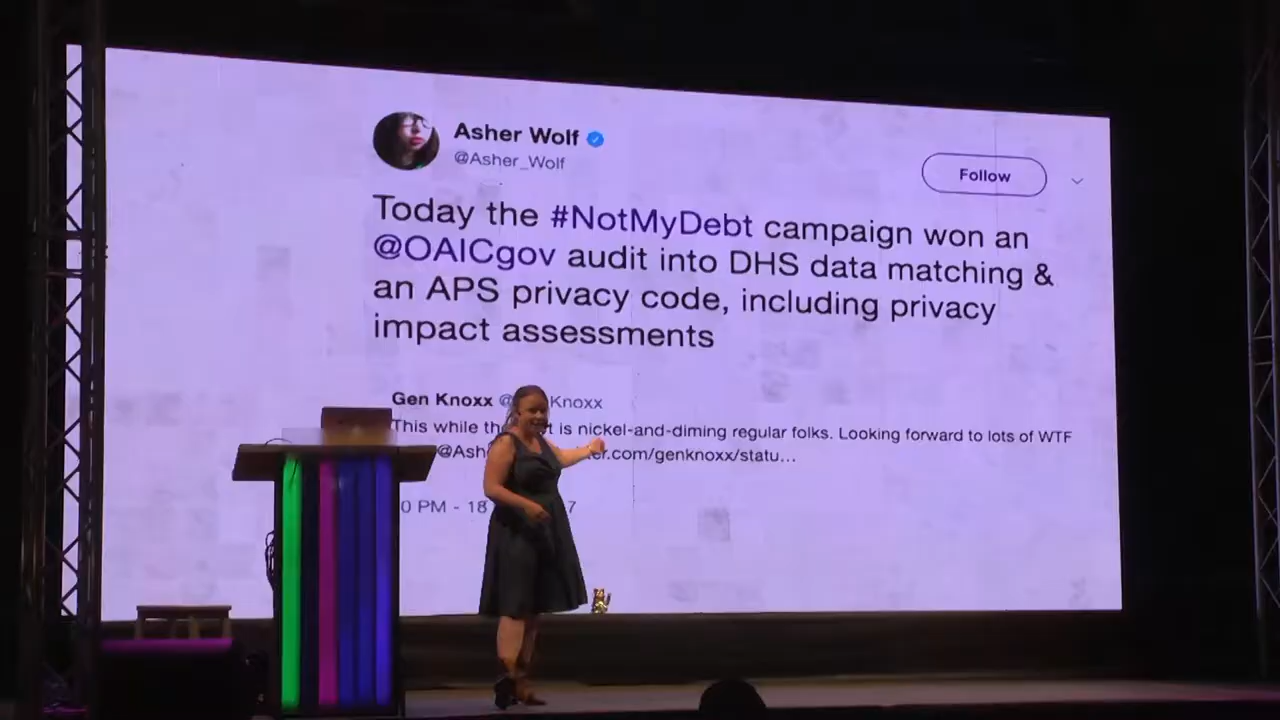 Asher Wolf
@Asher_Wolf
Follow
Today the #NotMyDebt campaign won an
@OAICgov audit into DHS data matching &
an APS privacy code, including privacy
impact assessments
Gen Knoxx @ Knoxx
This while is nickel-and-diming regular folks. Looking forward to lots of WTF
.com/genknoxx/statu...
PM - 18